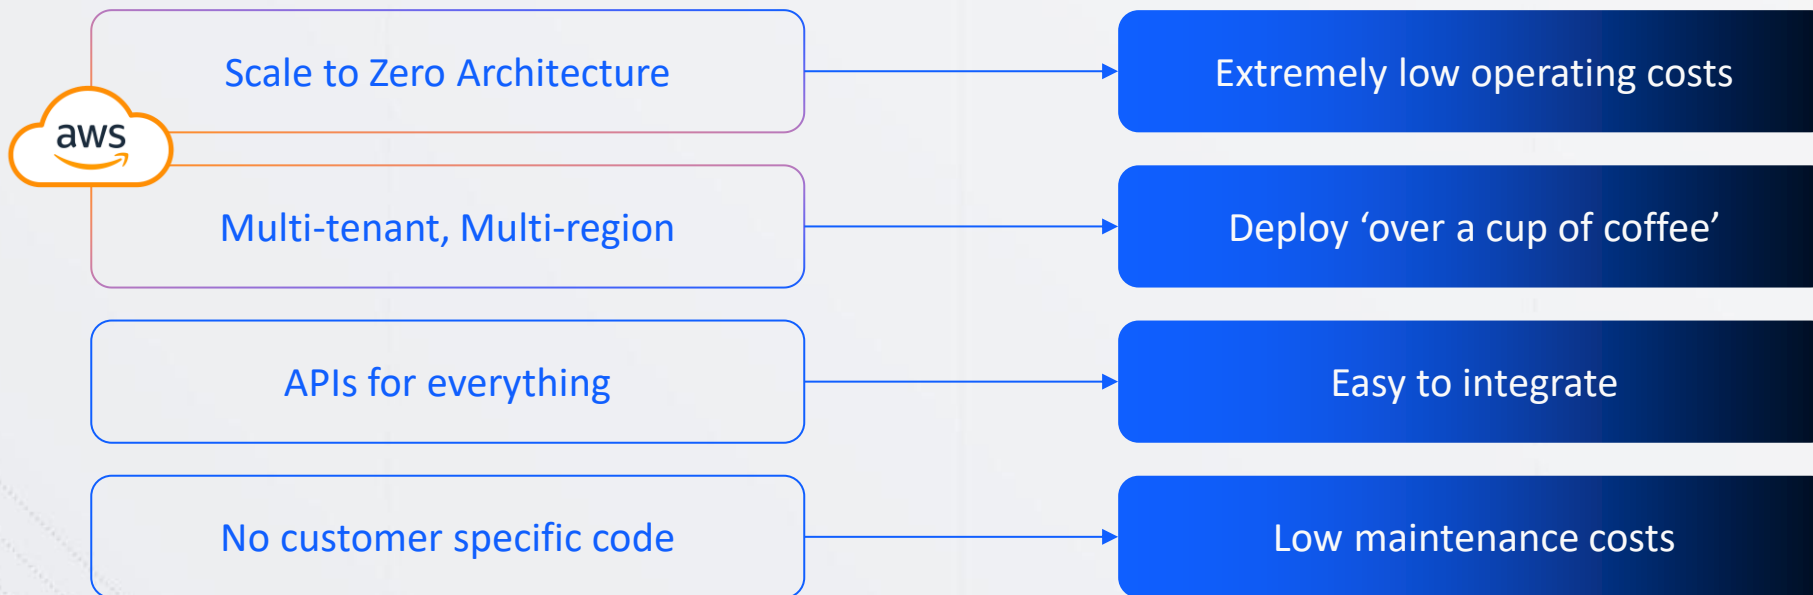 Scale to Zero Architecture
Extremely low operating costs
aws
Multi-tenant, Multi-region
Deploy ‘over a cup of coffee’
APIs for everything
Easy to integrate
No customer specific code
Low maintenance costs